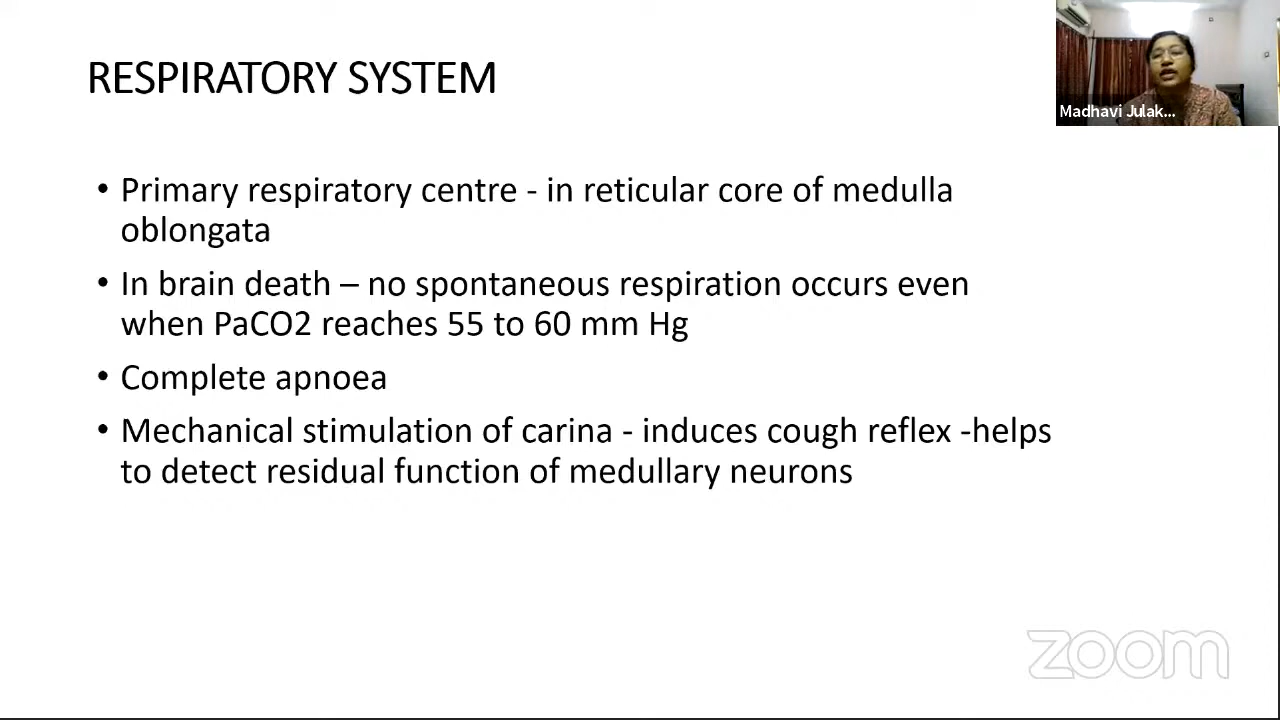 RESPIRATORY SYSTEM
Madhavi Julak...
• Primary respiratory centre - in reticular core of medulla
oblongata
• In brain death – no spontaneous respiration occurs even
when PaCO2 reaches 55 to 60 mm Hg
• Complete apnoea
• Mechanical stimulation of carina - induces cough reflex -helps
to detect residual function of medullary neurons
zoom